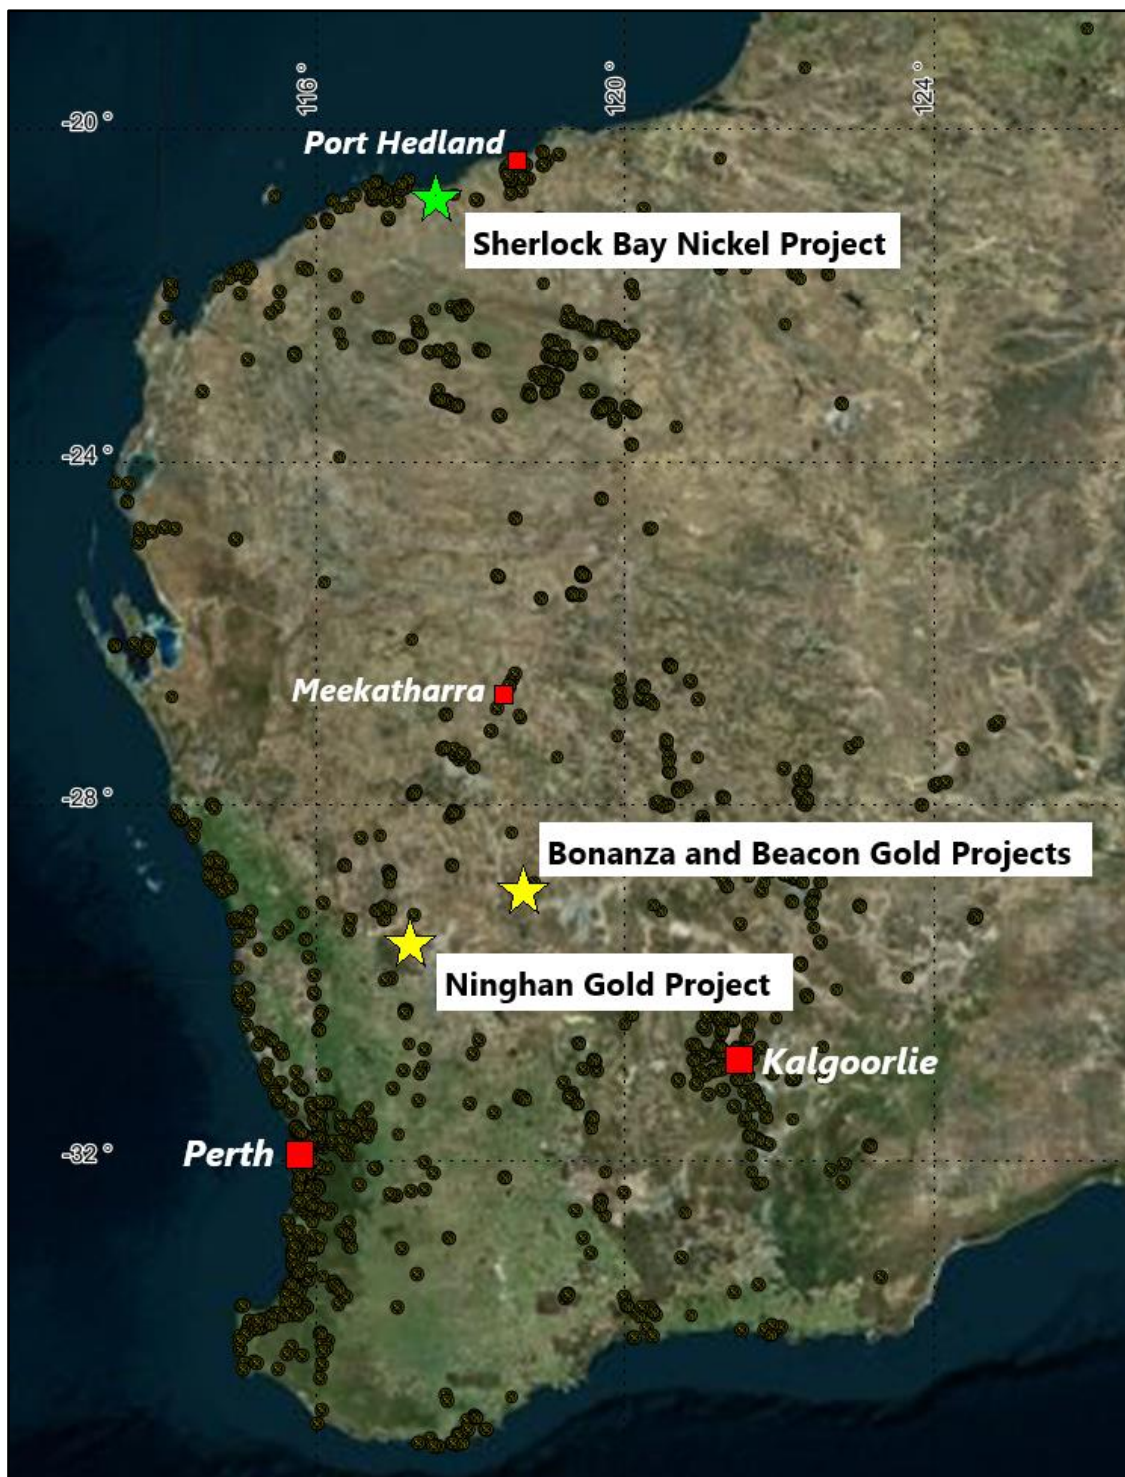 116 °
120 °
124 °
-20 °
Port Hedland
Sherlock Bay Nickel Project
-24 °
Meekatharra
-28 °
Bonanza and Beacon Gold Projects
Ninghan Gold Project
Kalgoorlie
Perth
-32 °